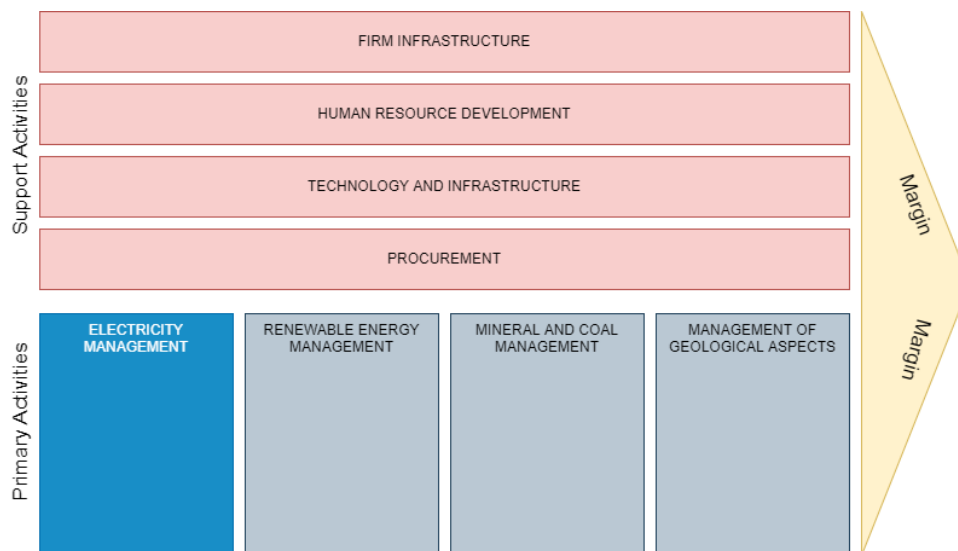 Support Activities
FIRM INFRASTRUCTURE
HUMAN RESOURCE DEVELOPMENT
TECHNOLOGY AND INFRASTRUCTURE
PROCUREMENT
Margin
Primary Activities
ELECTRICITY
MANAGEMENT
RENEWABLE ENERGY
MANAGEMENT
MINERAL AND COAL
MANAGEMENT
MANAGEMENT OF
GEOLOGICAL ASPECTS
Margin